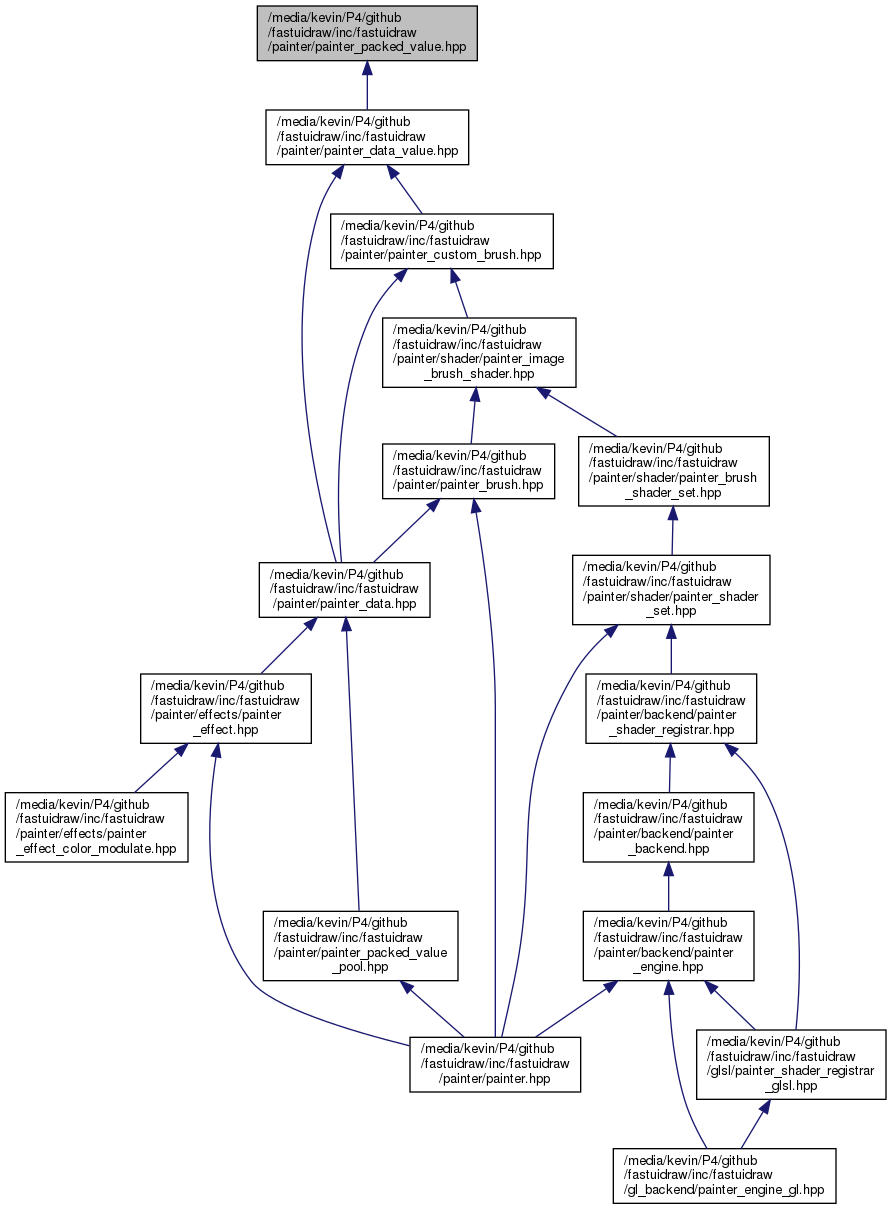 /media/kevin/P4/github
/fastuidraw/inc/fastuidraw
/painter/painter_packed_value.hpp
/media/kevin/P4/github
/fastuidraw/inc/fastuidraw
/painter/painter_data_value.hpp
/media/kevin/P4/github
/fastuidraw/inc/fastuidraw
/painter/painter_custom_brush.hpp
/media/kevin/P4/github
/fastuidraw/inc/fastuidraw
/painter/shader/painter_image
_brush_shader.hpp
/media/kevin/P4/github
/fastuidraw/inc/fastuidraw
/painter/painter_brush.hpp
/media/kevin/P4/github
/fastuidraw/inc/fastuidraw
/painter/shader/painter_brush
_shader_set.hpp
/media/kevin/P4/github
/fastuidraw/inc/fastuidraw
/painter/painter_data.hpp
/media/kevin/P4/github
/fastuidraw/inc/fastuidraw
/painter/shader/painter_shader
_set.hpp
/media/kevin/P4/github
/fastuidraw/inc/fastuidraw
/painter/effects/painter
_effect.hpp
/media/kevin/P4/github
/fastuidraw/inc/fastuidraw
/painter/backend/painter
_shader_registrar.hpp
/media/kevin/P4/github
/fastuidraw/inc/fastuidraw
/painter/effects/painter
_effect_color_modulate.hpp
/media/kevin/P4/github
/fastuidraw/inc/fastuidraw
/painter/backend/painter
_backend.hpp
/media/kevin/P4/github
/fastuidraw/inc/fastuidraw
/painter/painter_packed_value
_pool.hpp
/media/kevin/P4/github
/fastuidraw/inc/fastuidraw
/painter/backend/painter
_engine.hpp
/media/kevin/P4/github
/fastuidraw/inc/fastuidraw
/painter/painter.hpp
/media/kevin/P4/github
/fastuidraw/inc/fastuidraw
/glsl/painter_shader_registrar
_glsl.hpp
/media/kevin/P4/github
/fastuidraw/inc/fastuidraw
/gl_backend/painter_engine_gl.hpp